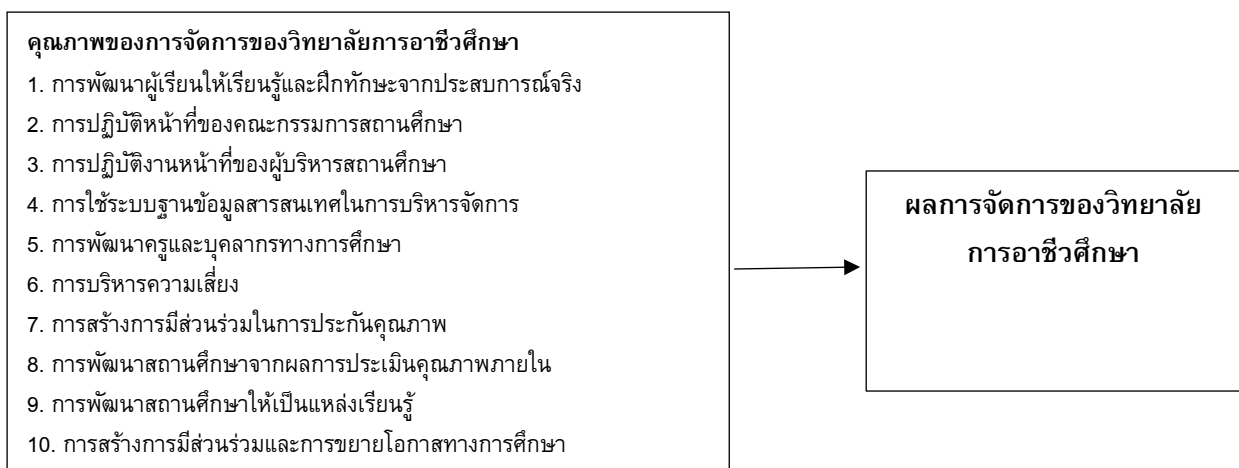 คุณภาพของการจัดการของวิทยาลัยการอาชีวศึกษา
1. การพัฒนาผู้เรียนให้เรียนรู้และฝึกทักษะจากประสบการณ์จริง
2. การปฏิบัติหน้าที่ของคณะกรรมการสถานศึกษา
3. การปฏิบัติงานหน้าที่ของผู้บริหารสถานศึกษา
4. การใช้ระบบฐานข้อมูลสารสนเทศในการบริหารจัดการ
5. การพัฒนาครูและบุคลากรทางการศึกษา
6. การบริหารความเสี่ยง
7. การสร้างการมีส่วนร่วมในการประกันคุณภาพ
8. การพัฒนาสถานศึกษาจากผลการประเมินคุณภาพภายใน
9. การพัฒนาสถานศึกษาให้เป็นแหล่งเรียนรู้
10. การสร้างการมีส่วนร่วมและการขยายโอกาสทางการศึกษา
ผลการจัดการของวิทยาลัย
การอาชีวศึกษา